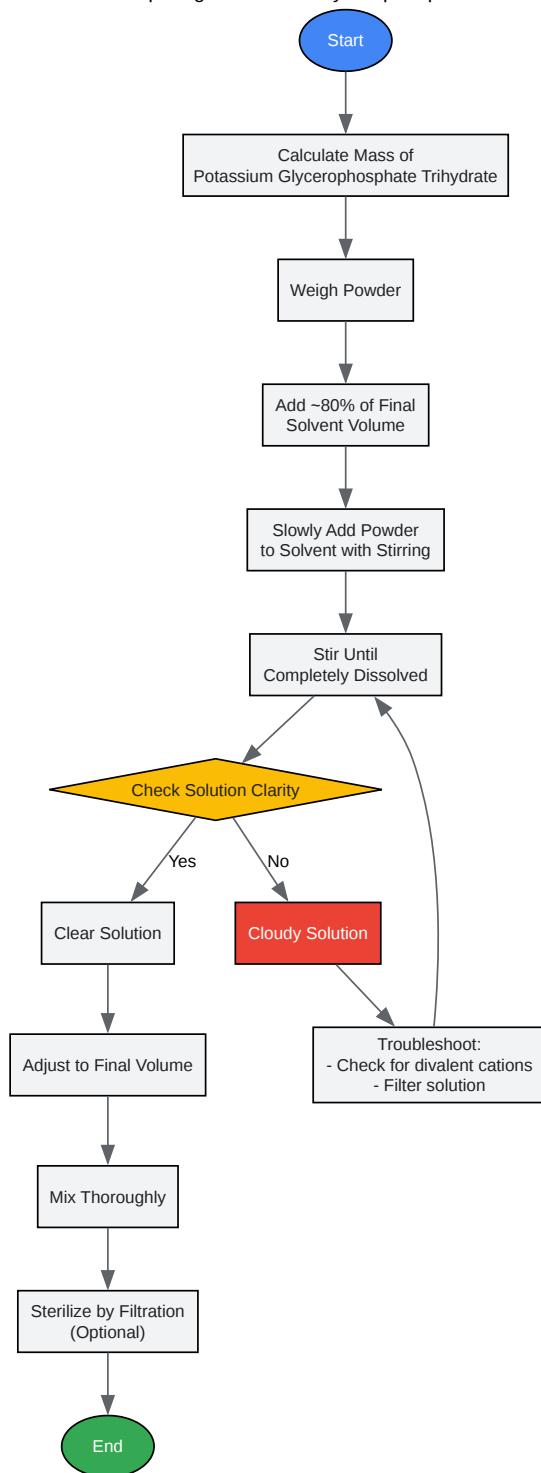 Start
Calculate Mass of
Potassium Glycerophosphate Trihydrate
Weigh Powder
Add ~80% of Final
Solvent Volume
Slowly Add Powder
to Solvent with Stirring
Stir Until
Completely Dissolved
Check Solution Clarity
Yes
No
Clear Solution
Cloudy Solution
Adjust to Final Volume
Troubleshoot:
- Check for divalent cations
- Filter solution
Mix Thoroughly
Sterilize by Filtration
(Optional)
End